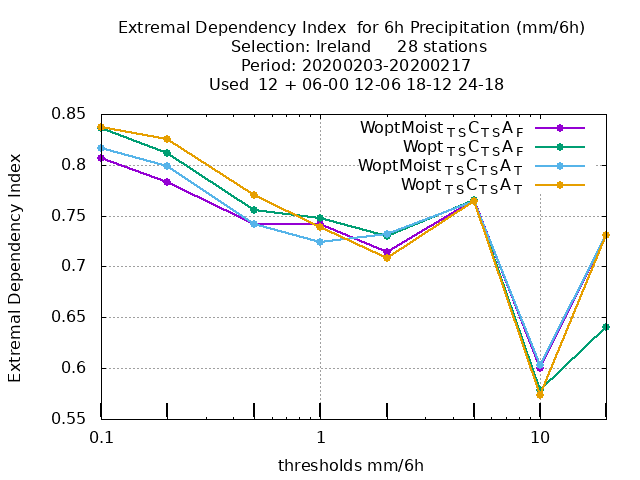 Extremal Dependency Index for 6h Precipitation (mm/6h)
Selection: Ireland 28 stations
Period: 20200203-20200217
Used 12 + 06-00 12-06 18-12 24-18
WoptMoist TS C TS A F
Wopt TS C TS A F
WoptMoist TS C TS A T
Wopt TS C TS A T
Extremal Dependency Index
0.85
0.8
0.75
0.7
0.65
0.6
0.55
0.1 1 10
thresholds mm/6h